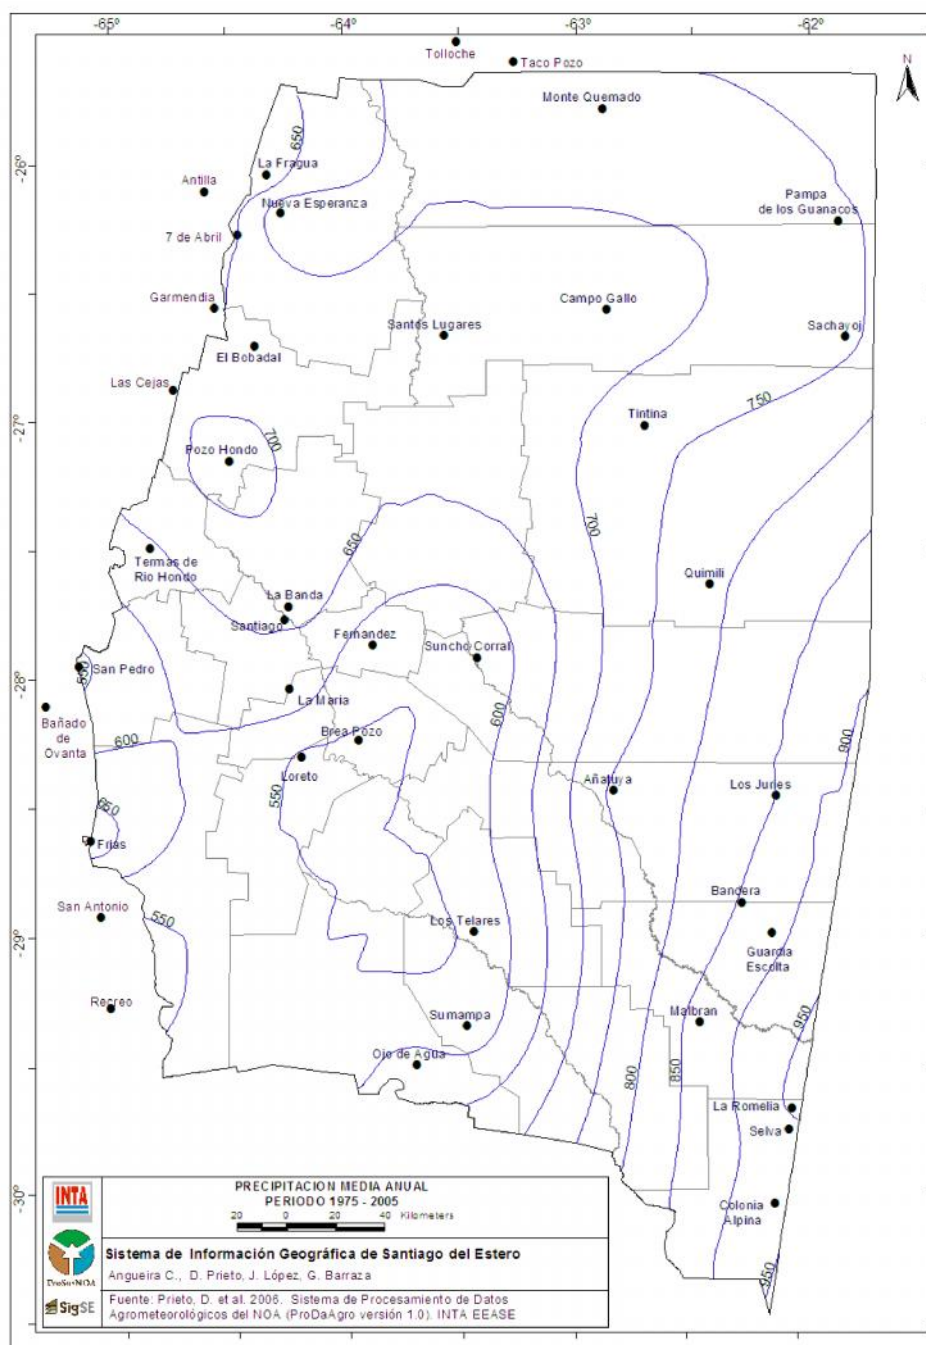 -65º
-64º
-63º
-62º
Tolloche
Taco Pozo
N
Monte Quemado
650
La Fragua
-26º
-26º
Antilla
Nueva Esperanza
Pampa
de los Guanacos
7 de Abril
Garmendia
Campo Gallo
Santos Lugares
Sachayoj
El Bobadal
Las Cejas
750
Tintina
-27º
-27º
700
Pozo Hondo
700
650
Termas de
Rio Hondo
Quimili
La Banda
Santiago
Fernandez
Suncho Corral
San Pedro
550
-28º
-28º
La Maria
600
Bañado
de
Ovanta
600
Brea Pozo
900
Loreto
Añatuya
Los Juries
550
650
Frias
Bandera
San Antonio
550
Los Telares
-29º
-29º
Guardia
Escolta
Recreo
Sumampa
Malbran
950
Ojo de Agua
800
850
La Romelia
Selva
-30º
-30º
Colonia
Alpina
950
INTA
PRECIPITACION MEDIA ANUAL
PERIODO 1975 - 2005
20 0 20 40 Kilometers
ProSusNOA
Sistema de Información Geográfica de Santiago del Estero
Angueira C., D. Prieto, J. López, G. Barraza
SigSE
Fuente: Prieto, D. et al. 2006. Sistema de Procesamiento de Datos
Agrometeorológicos del NOA (ProDaAgro versión 1.0). INTA EEASE